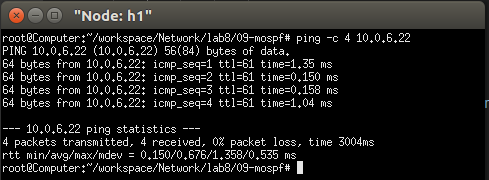 "Node: h1"
root@Computer:~/workspace/Network/lab8/09-mospf# ping -c 4 10.0.6.22
PING 10.0.6.22 (10.0.6.22) 56(84) bytes of data.
64 bytes from 10.0.6.22: icmp_seq=1 ttl=61 time=1.35 ms
64 bytes from 10.0.6.22: icmp_seq=2 ttl=61 time=0.150 ms
64 bytes from 10.0.6.22: icmp_seq=3 ttl=61 time=0.158 ms
64 bytes from 10.0.6.22: icmp_seq=4 ttl=61 time=1.04 ms
--- 10.0.6.22 ping statistics ---
4 packets transmitted, 4 received, 0% packet loss, time 3004ms
rtt min/avg/max/mdev = 0.150/0.676/1.358/0.535 ms
root@Computer:~/workspace/Network/lab8/09-mospf#